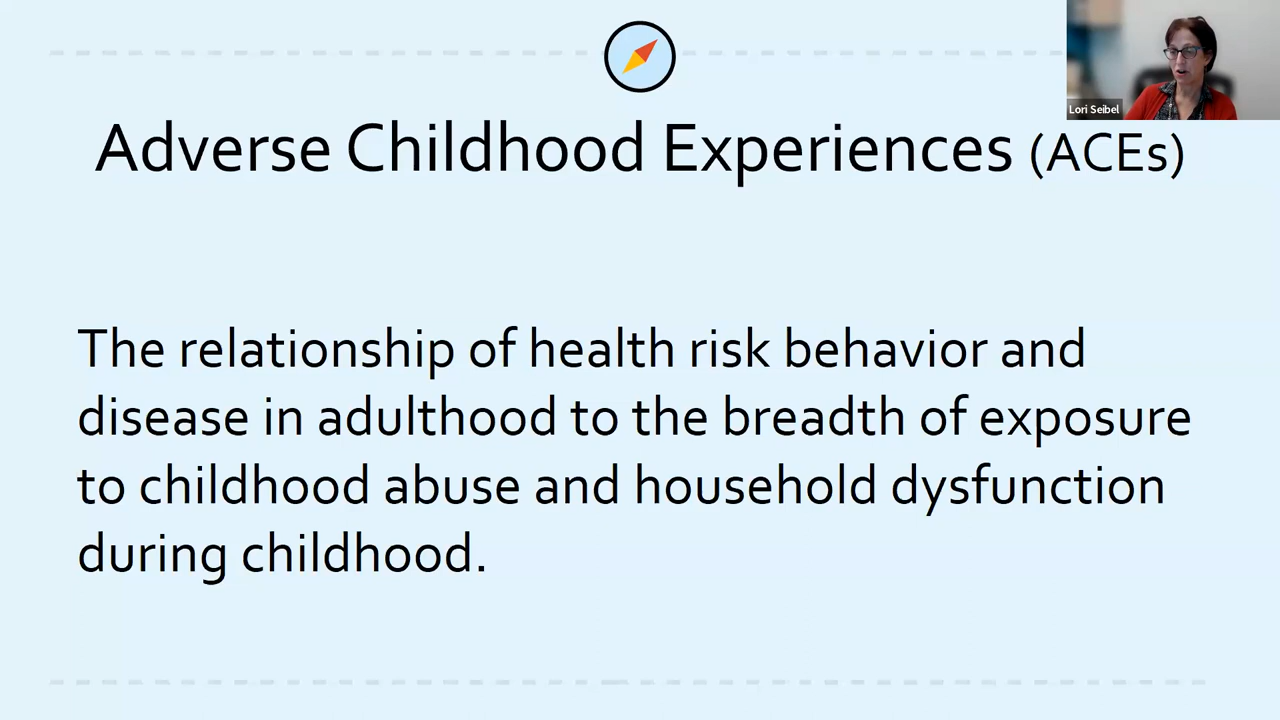 Lori Seibel
Adverse Childhood Experiences (ACEs)
The relationship of health risk behavior and
disease in adulthood to the breadth of exposure
to childhood abuse and household dysfunction
during childhood.